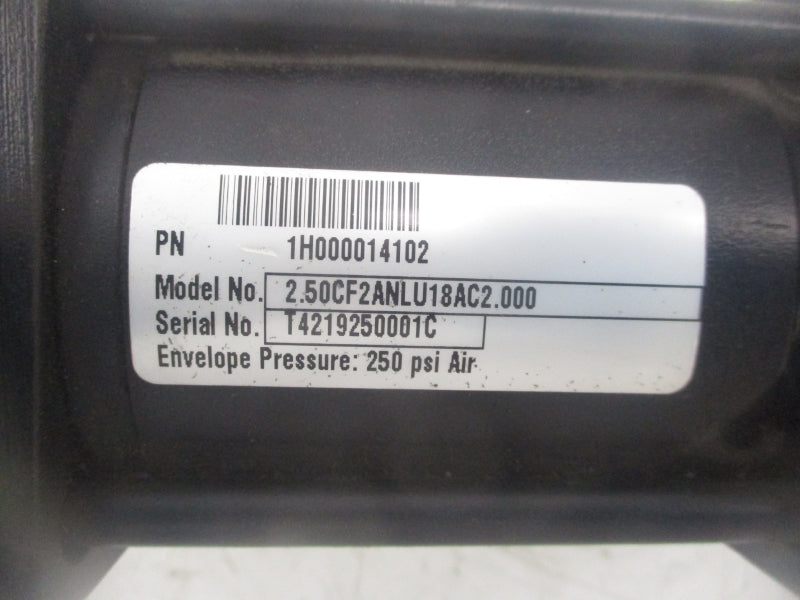 PN 1H000014102
Model No. 2.50CF2ANLU18AC2.000
Serial No. T4219250001C
Envelope Pressure: 250 psi Air